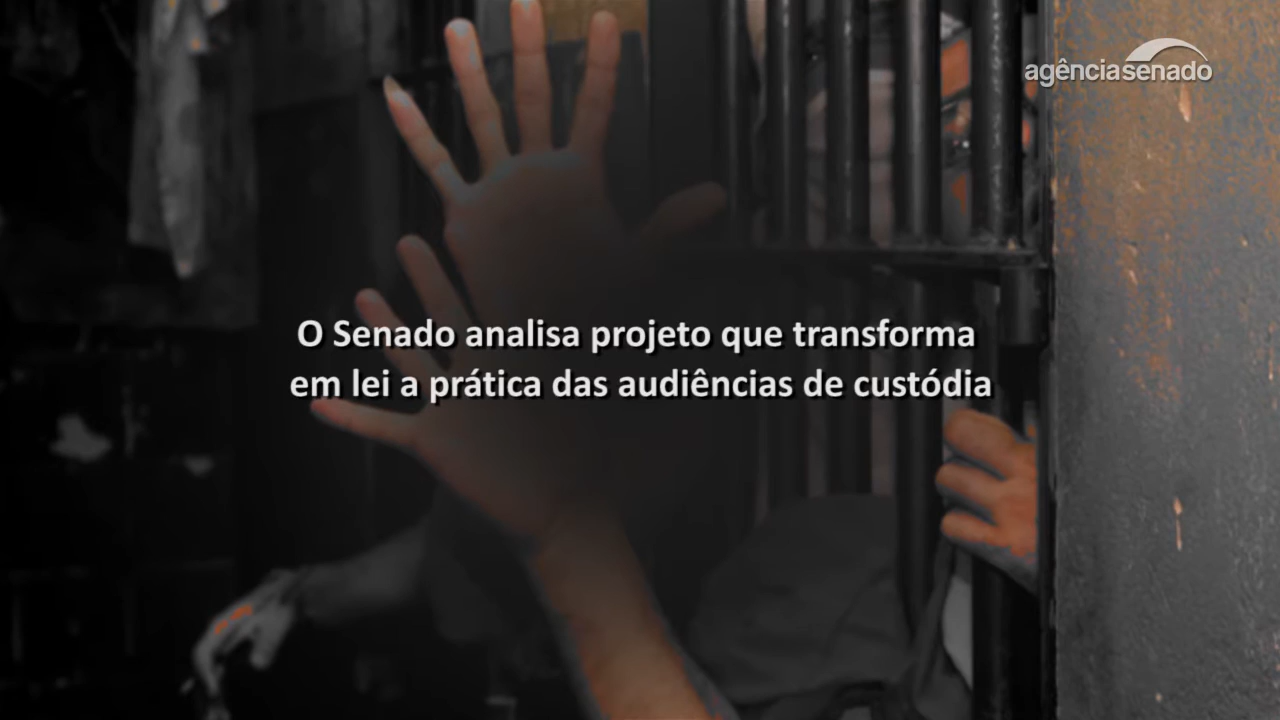 agênciasenado
O Senado analisa projeto que transforma
em lei a prática das audiências de custódia